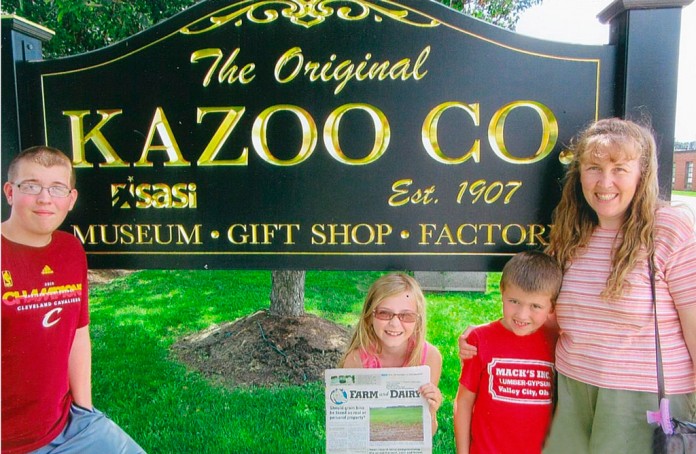 The Original
KAZOO CO.
sasi
Est. 1907
MUSEUM • GIFT SHOP • FACTORY
CHAMPIONS
CLEVELAND CAVALIERS
C
FARM and DAIRY
MACK'S INC.
LUMBER-GYPSUM
Valley City, Oh.